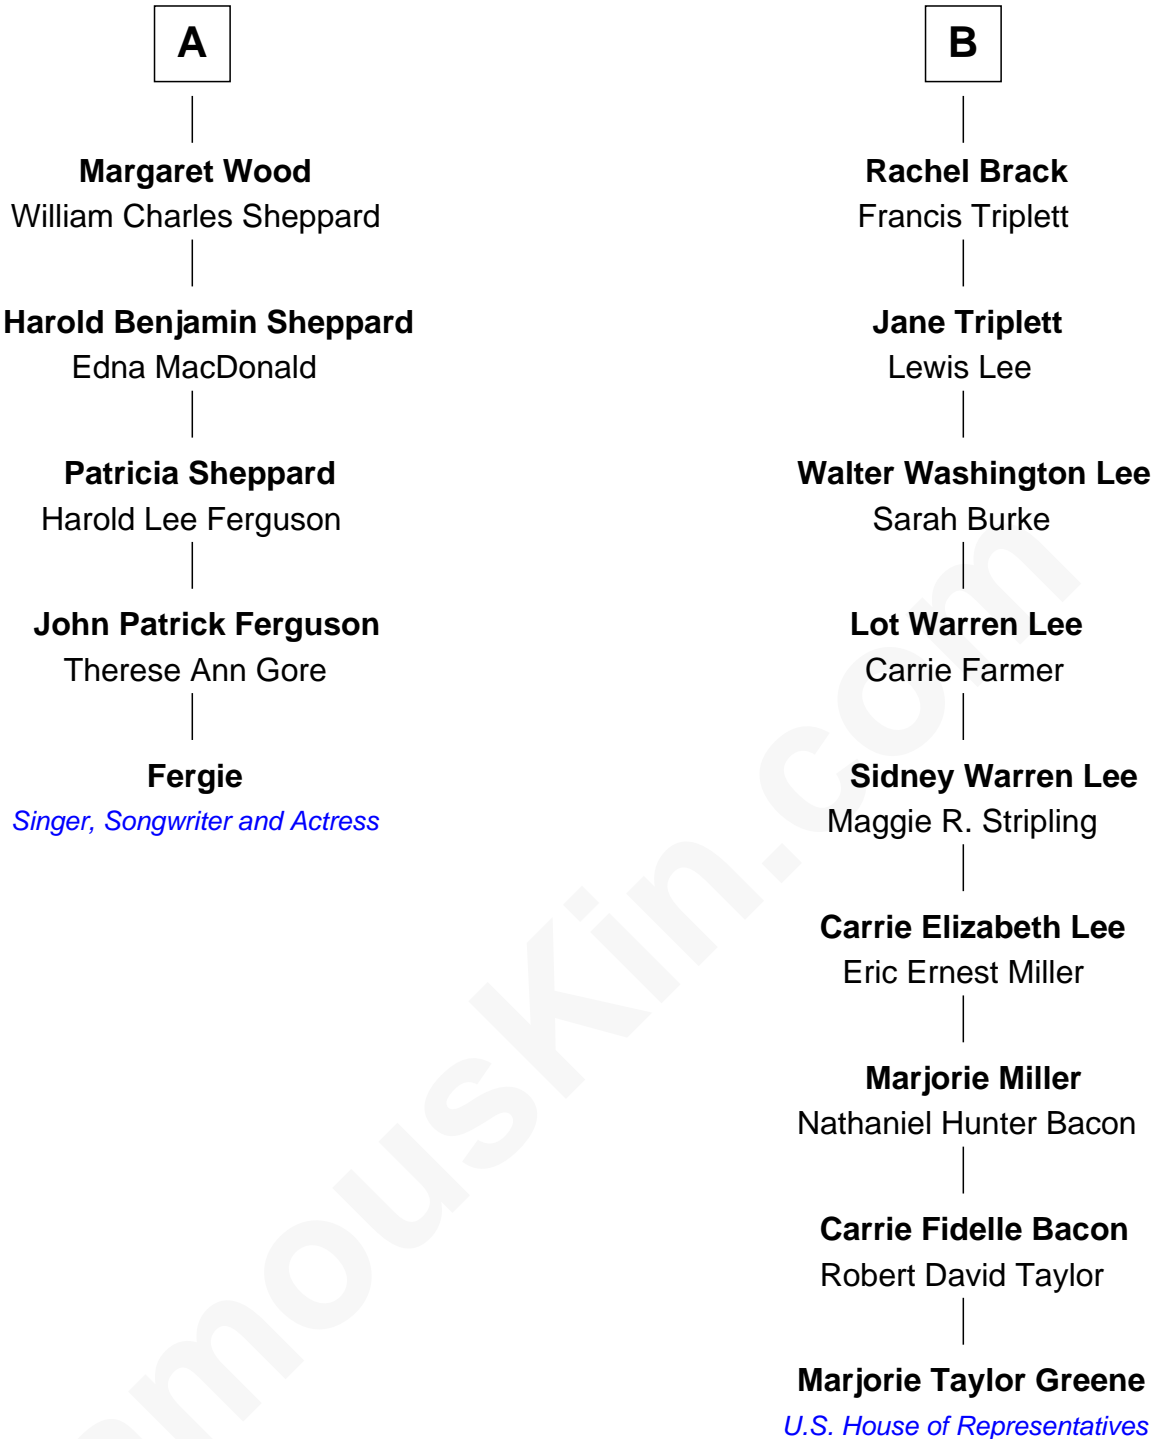 A
Margaret Wood
William Charles Sheppard
Harold Benjamin Sheppard
Edna MacDonald
Patricia Sheppard
Harold Lee Ferguson
John Patrick Ferguson
Therese Ann Gore
Fergie
Singer, Songwriter and Actress
B
Rachel Brack
Francis Triplett
Jane Triplett
Lewis Lee
Walter Washington Lee
Sarah Burke
Lot Warren Lee
Carrie Farmer
Sidney Warren Lee
Maggie R. Stripling
Carrie Elizabeth Lee
Eric Ernest Miller
Marjorie Miller
Nathaniel Hunter Bacon
Carrie Fidelle Bacon
Robert David Taylor
Marjorie Taylor Greene
U.S. House of Representatives
amousKin.com